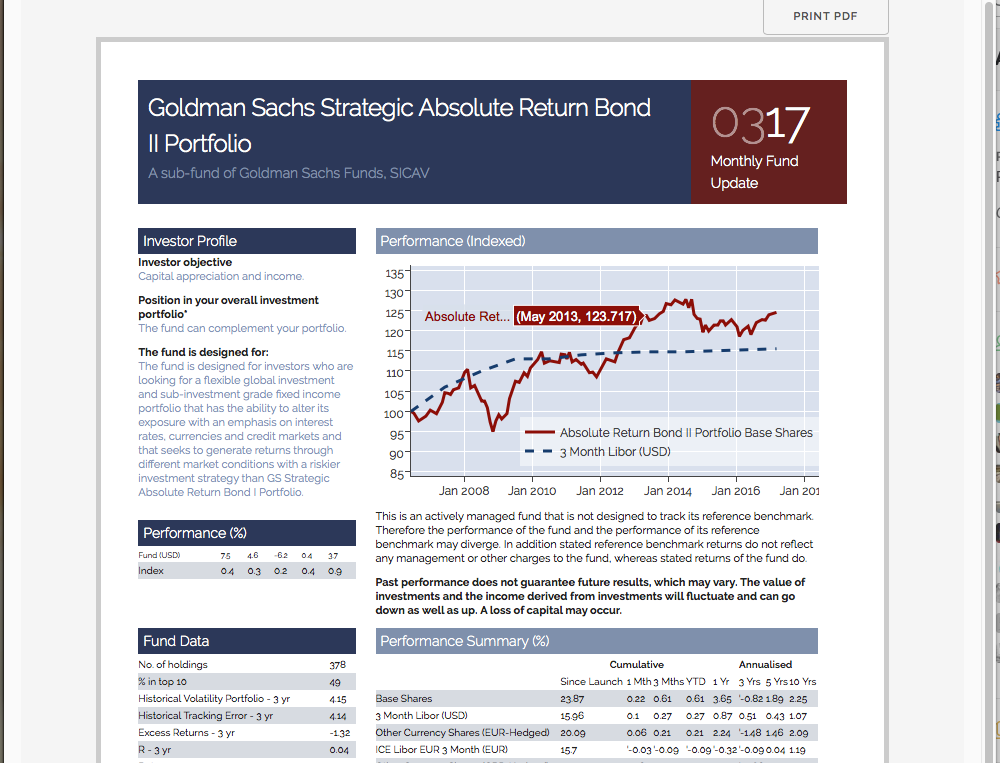 PRINT PDF
Goldman Sachs Strategic Absolute Return Bond
II Portfolio
A sub-fund of Goldman Sachs Funds, SICAV
0317
Monthly Fund
Update
Investor Profile
Investor objective
Capital appreciation and income.
Position in your overall investment
portfolio*
The fund can complement your portfolio.
The fund is designed for:
The fund is designed for investors who are
looking for a flexible global investment
and sub-investment grade fixed income
portfolio that has the ability to alter its
exposure with an emphasis on interest
rates, currencies and credit markets and
that seeks to generate returns through
different market conditions with a riskier
investment strategy than GS Strategic
Absolute Return Bond I Portfolio.
Performance (%)
Fund (USD) 7.5 4.6 -6.2 0.4 3.7
Index 0.4 0.3 0.2 0.4 0.9
Fund Data
No. of holdings 378
% in top 10 49
Historical Volatility Portfolio - 3 yr 4.15
Historical Tracking Error - 3 yr 4.14
Excess Returns - 3 yr -1.32
R - 3 yr 0.04
Performance (Indexed)
135
130
125
120
115
110
105
100
95
90
85
Absolute Ret... (May 2013, 123.717)
Absolute Return Bond II Portfolio Base Shares
3 Month Libor (USD)
Jan 2008 Jan 2010 Jan 2012 Jan 2014 Jan 2016 Jan 201
This is an actively managed fund that is not designed to track its reference benchmark.
Therefore the performance of the fund and the performance of its reference
benchmark may diverge. In addition stated reference benchmark returns do not reflect
any management or other charges to the fund, whereas stated returns of the fund do.
Past performance does not guarantee future results, which may vary. The value of
investments and the income derived from investments will fluctuate and can go
down as well as up. A loss of capital may occur.
Performance Summary (%)
Cumulative Annualised
Since Launch 1 Mth 3 Mths YTD 1 Yr 3 Yrs 5 Yrs 10 Yrs
Base Shares 23.87 0.22 0.61 0.61 3.65 '-0.82 1.89 2.25
3 Month Libor (USD) 15.96 0.1 0.27 0.27 0.87 0.51 0.43 1.07
Other Currency Shares (EUR-Hedged) 20.09 0.06 0.21 0.21 2.24 '-1.48 1.46 2.09
ICE Libor EUR 3 Month (EUR) 15.7 '-0.03 '-0.09 '-0.09 '-0.32 '-0.09 0.04 1.19